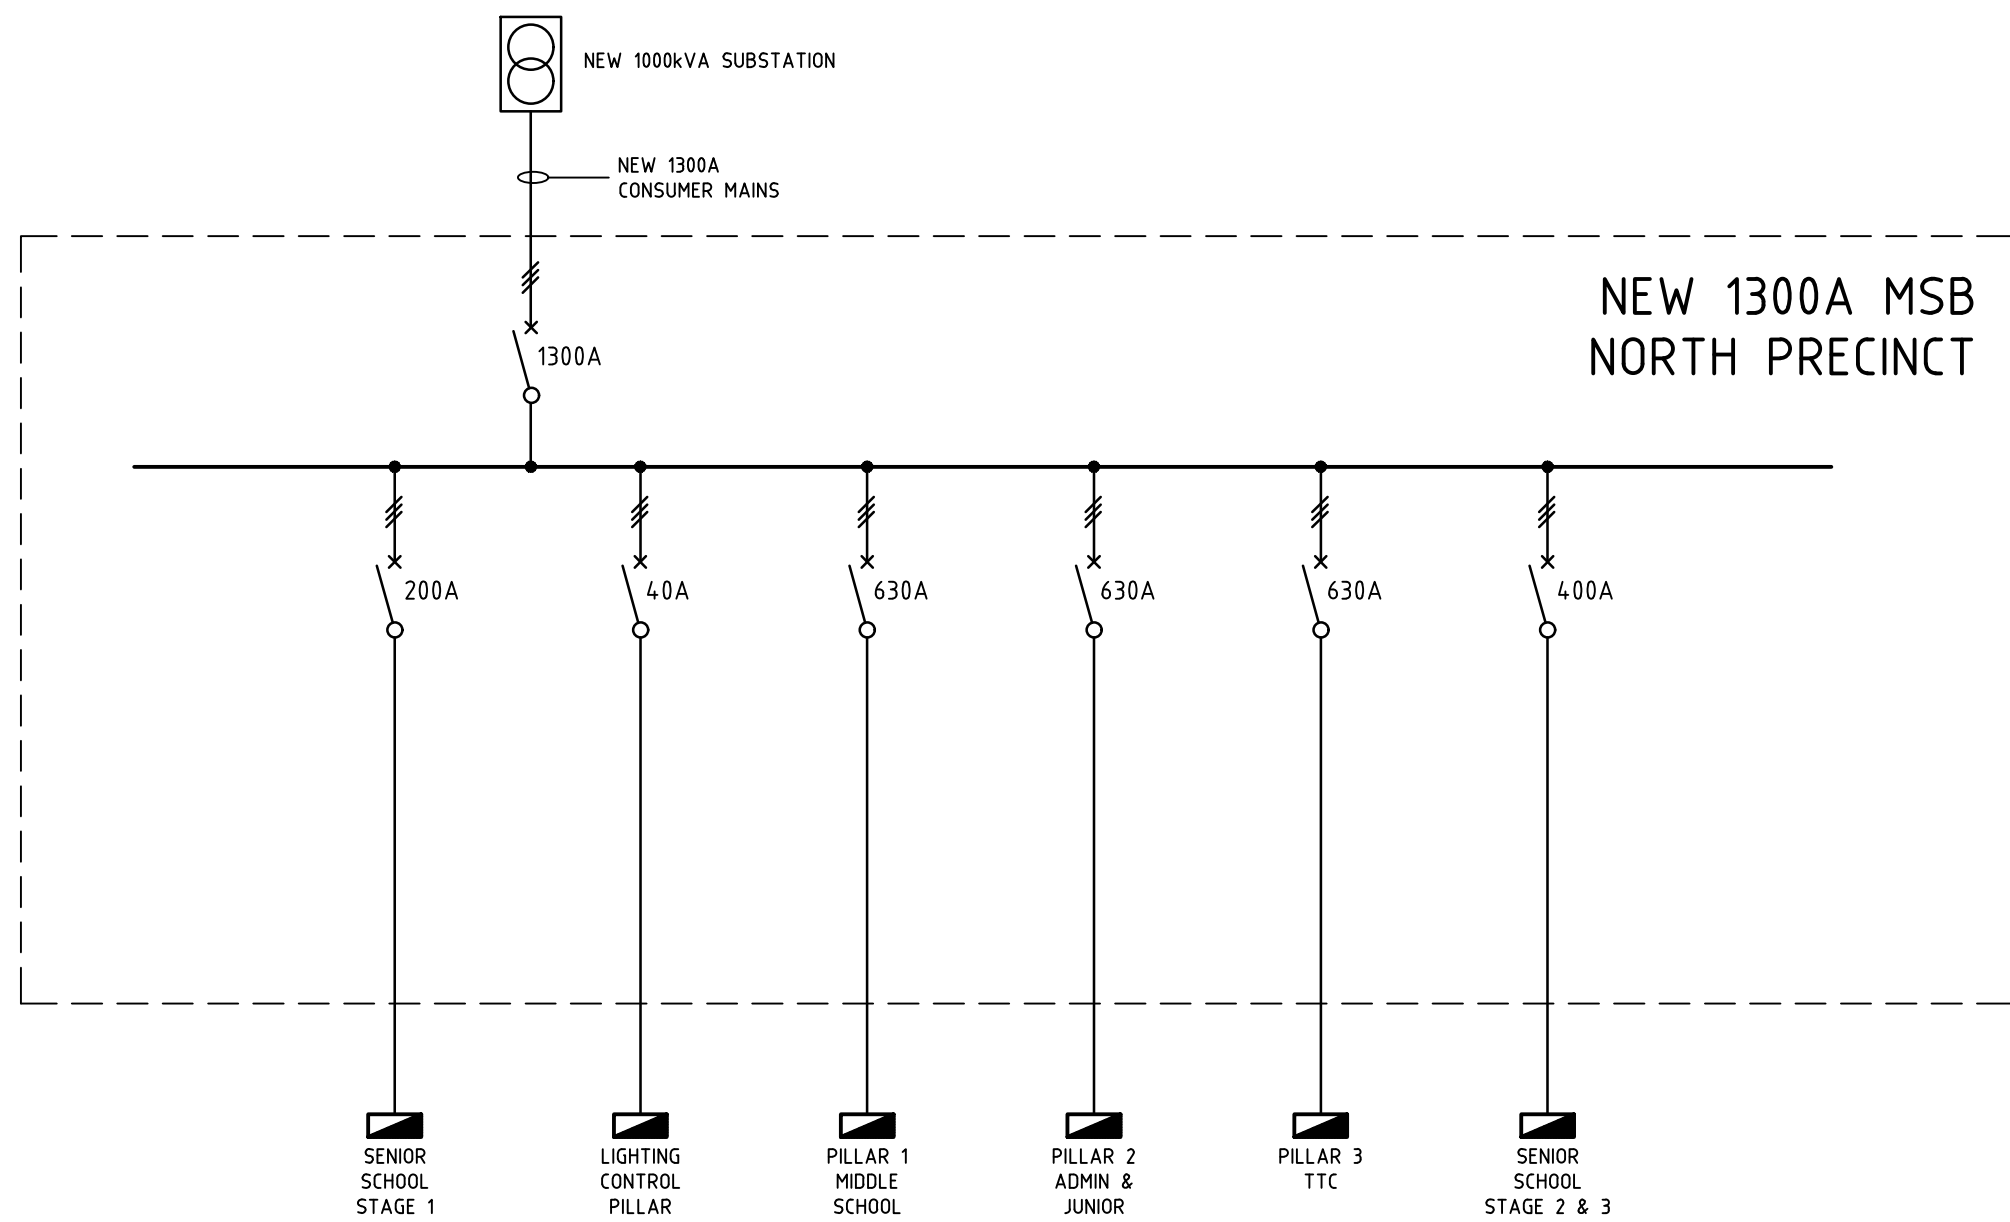 NEW 1000kVA SUBSTATION
NEW 1300A
CONSUMER MAINS
NEW 1300A MSB
NORTH PRECINCT
1300A
200A
40A
630A
630A
630A
400A
SENIOR
SCHOOL
STAGE 1
LIGHTING
CONTROL
PILLAR
PILLAR 1
MIDDLE
SCHOOL
PILLAR 2
ADMIN &
JUNIOR
PILLAR 3
TTC
SENIOR
SCHOOL
STAGE 2 & 3